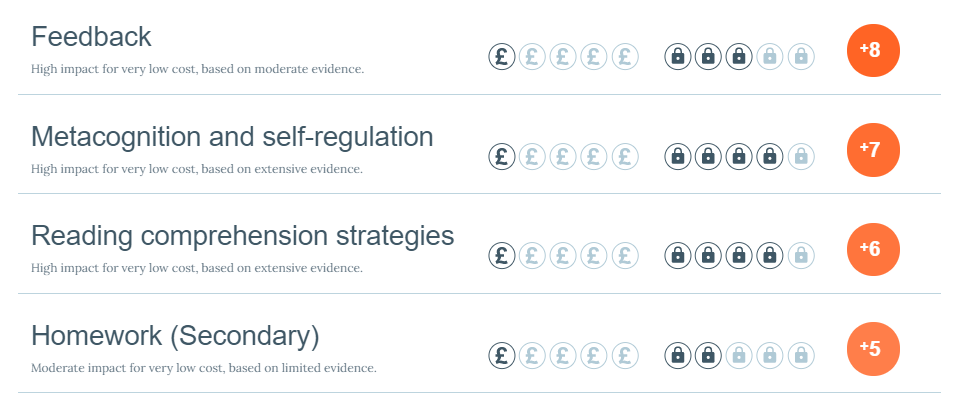 Feedback
High impact for very low cost, based on moderate evidence.
£ £ £ £ £
+8
Metacognition and self-regulation
High impact for very low cost, based on extensive evidence.
£ £ £ £ £
+7
Reading comprehension strategies
High impact for very low cost, based on extensive evidence.
£ £ £ £ £
+6
Homework (Secondary)
Moderate impact for very low cost, based on limited evidence.
£ £ £ £ £
+5